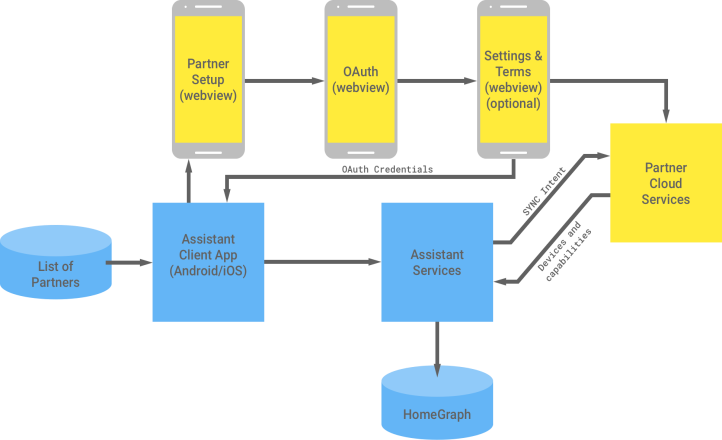 Partner
Setup
(webview)
OAuth
(webview)
Settings &
Terms
(webview)
(optional)
OAuth Credentials
Partner
Cloud
Services
SYNC Intent
Devices and
capabilities
List of
Partners
Assistant
Client App
(Android/iOS)
Assistant
Services
HomeGraph